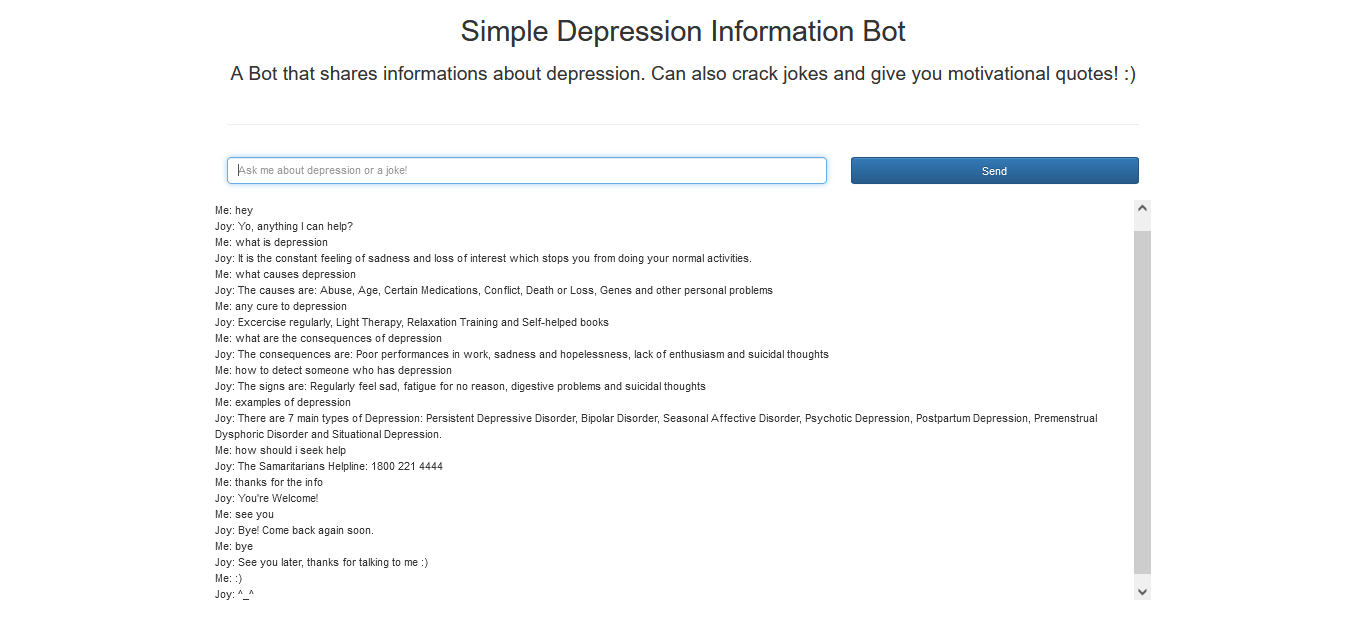 Simple Depression Information Bot
A Bot that shares informations about depression. Can also crack jokes and give you motivational quotes! :)
Ask me about depression or a joke!
Send
Me: hey
Joy: Yo, anything I can help?
Me: what is depression
Joy: It is the constant feeling of sadness and loss of interest which stops you from doing your normal activities.
Me: what causes depression
Joy: The causes are: Abuse, Age, Certain Medications, Conflict, Death or Loss, Genes and other personal problems
Me: any cure to depression
Joy: Excercise regularly, Light Therapy, Relaxation Training and Self-helped books
Me: what are the consequences of depression
Joy: The consequences are: Poor performances in work, sadness and hopelessness, lack of enthusiasm and suicidal thoughts
Me: how to detect someone who has depression
Joy: The signs are: Regularly feel sad, fatigue for no reason, digestive problems and suicidal thoughts
Me: examples of depression
Joy: There are 7 main types of Depression: Persistent Depressive Disorder, Bipolar Disorder, Seasonal Affective Disorder, Psychotic Depression, Postpartum Depression, Premenstrual
Dysphoric Disorder and Situational Depression.
Me: how should i seek help
Joy: The Samaritans Helpline: 1800 221 4444
Me: thanks for the info
Joy: You're Welcome!
Me: see you
Joy: Bye! Come back again soon.
Me: bye
Joy: See you later, thanks for talking to me :)
Me: :)
Joy: ^_^